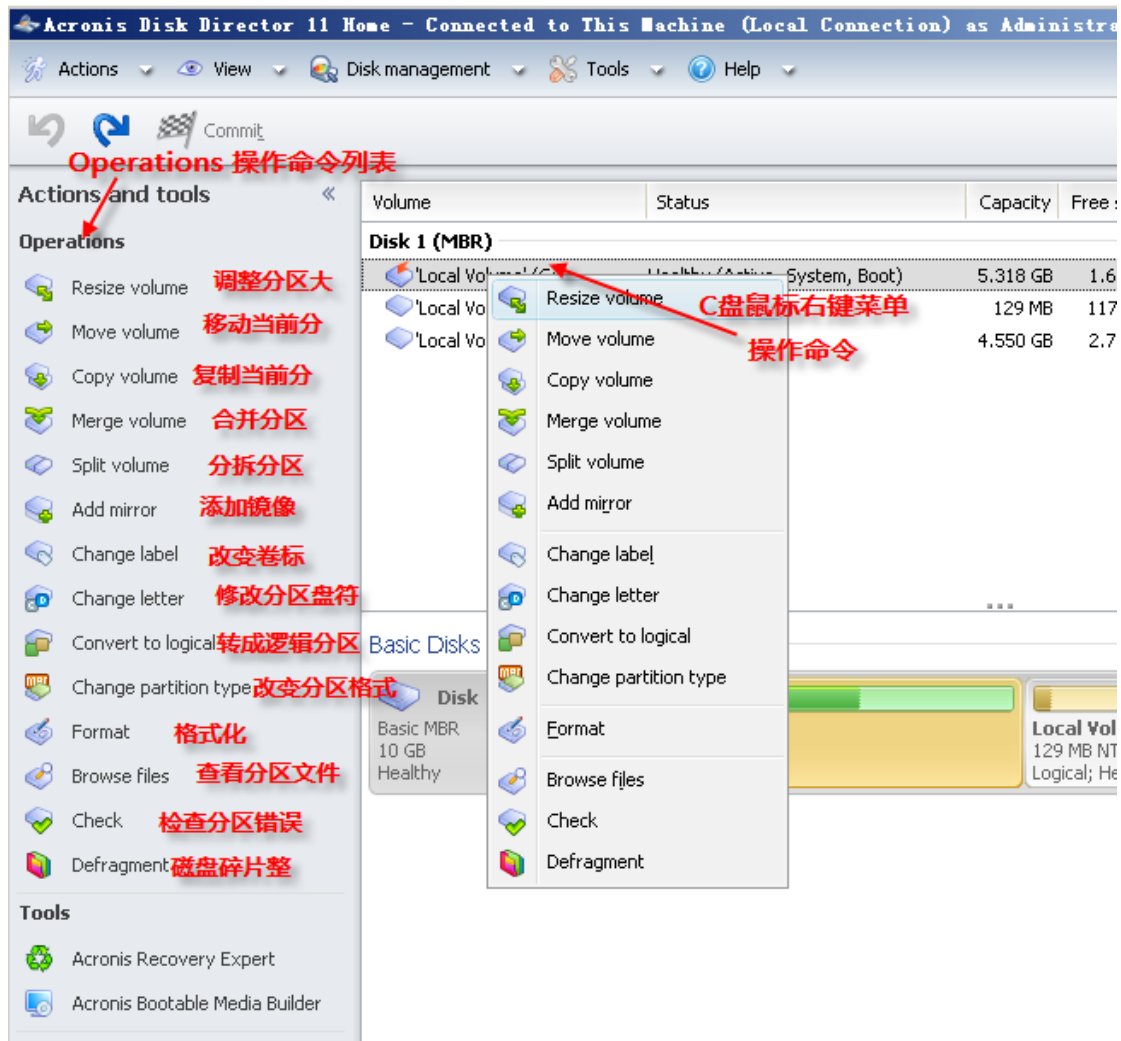 Acronis Disk Director 11 Home - Connected to This Machine (Local Connection) as Administra
Actions View Disk management Tools Help
Commit
Operations 操作命令列表
Actions and tools «
Operations
Resize volume 调整分区大
Move volume 移动当前分
Copy volume 复制当前分
Merge volume 合并分区
Split volume 分拆分区
Add mirror 添加镜像
Change label 改变卷标
Change letter 修改分区盘符
Convert to logical 转成逻辑分区
Change partition type 改变分区格式
Format 格式化
Browse files 查看分区文件
Check 检查分区错误
Defragment 磁盘碎片整
Tools
Acronis Recovery Expert
Acronis Bootable Media Builder
Volume Status Capacity Free
Disk 1 (MBR)
'Local Volume' Healthy (Active, System, Boot) 5.318 GB 1.6
'Local Vo 129 MB 117
'Local Vo 4.550 GB 2.7
C盘鼠标右键菜单
操作命令
Resize volume
Move volume
Copy volume
Merge volume
Split volume
Add mirror
Change label
Change letter
Convert to logical
Change partition type
Format
Browse files
Check
Defragment
Basic Disks
Disk
Basic MBR
10 GB
Healthy
Local Vol
129 MB NT
Logical; He